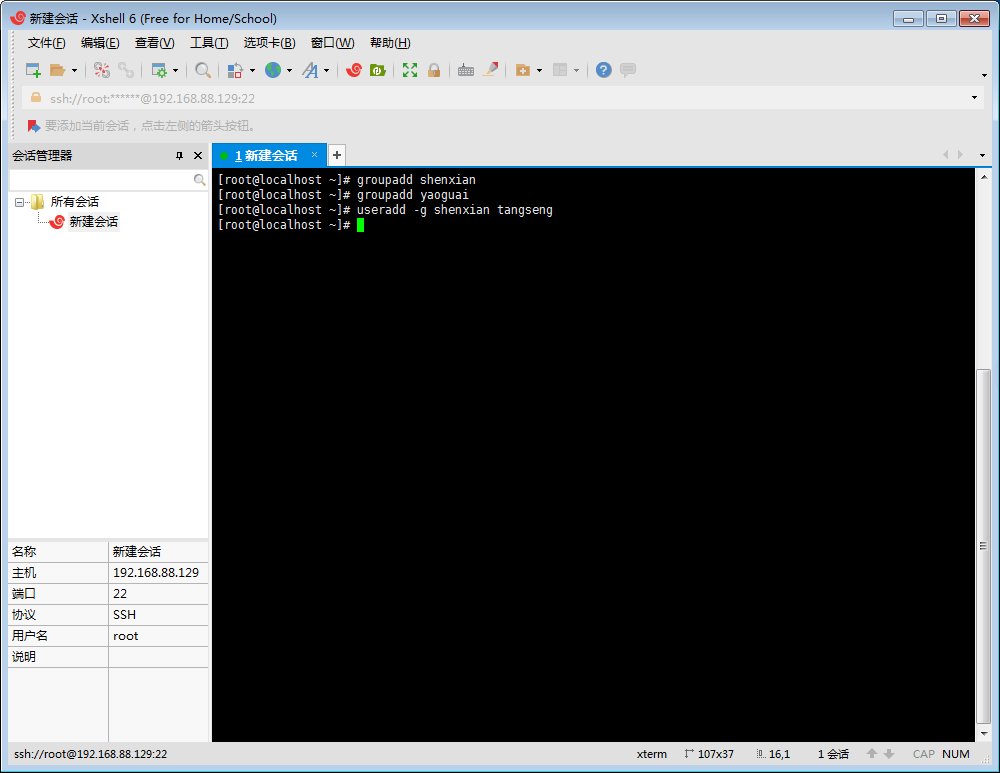 新建会话 - Xshell 6 (Free for Home/School)
文件(F) 编辑(E) 查看(V) 工具(T) 选项卡(B) 窗口(W) 帮助(H)
ssh://root:******@192.168.88.129:22
要添加当前会话，点击左侧的箭头按钮。
会话管理器
所有会话
新建会话
名称 新建会话
主机 192.168.88.129
端口 22
协议 SSH
用户名 root
说明
1 新建会话 × +
[root@localhost ~]# groupadd shenxian
[root@localhost ~]# groupadd yaoguai
[root@localhost ~]# useradd -g shenxian tangseng
[root@localhost ~]#
ssh://root@192.168.88.129:22 xterm 107x37 16,1 1 会话 CAP NUM